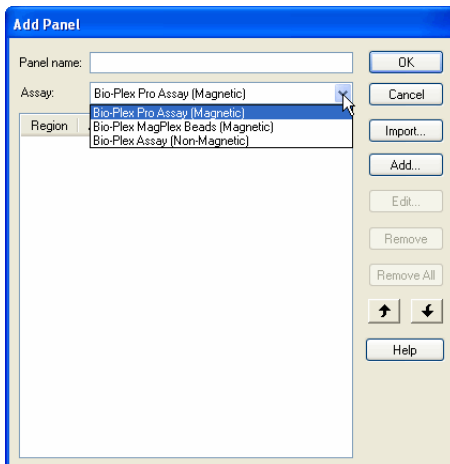 Add Panel
Panel name:
OK
Assay:
Bio-Plex Pro Assay (Magnetic)
Cancel
Bio-Plex Pro Assay (Magnetic)
Bio-Plex MagPlex Beads (Magnetic)
Bio-Plex Assay (Non-Magnetic)
Region
Import...
Add...
Edit...
Remove
Remove All
Help